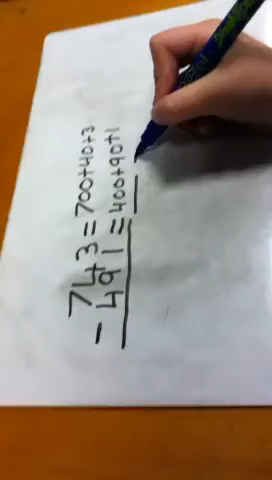 743 = 700+40+3
- 491 = 400+90+1